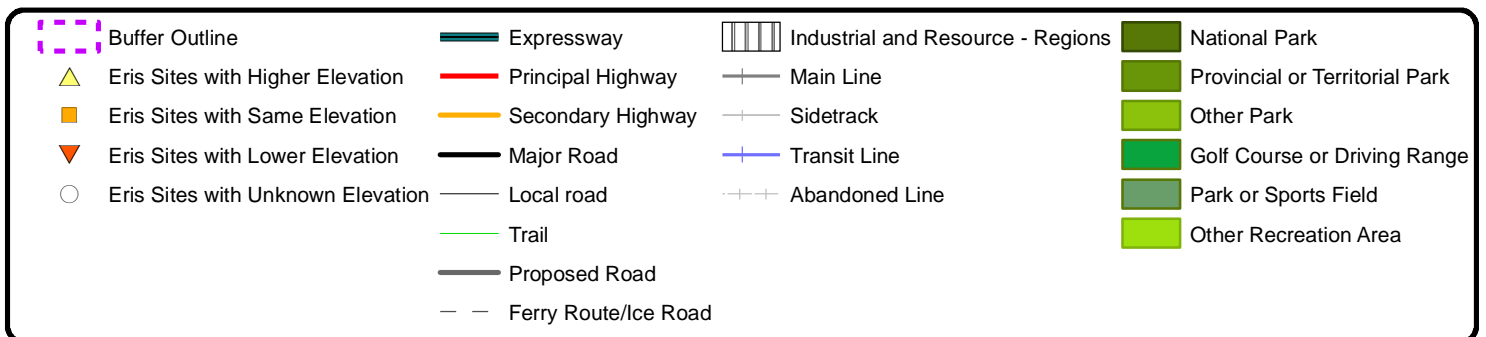 Buffer Outline
Eris Sites with Higher Elevation
Eris Sites with Same Elevation
Eris Sites with Lower Elevation
Eris Sites with Unknown Elevation
Expressway
Principal Highway
Secondary Highway
Major Road
Local road
Trail
Proposed Road
Ferry Route/Ice Road
Industrial and Resource - Regions
Main Line
Sidetrack
Transit Line
Abandoned Line
National Park
Provincial or Territorial Park
Other Park
Golf Course or Driving Range
Park or Sports Field
Other Recreation Area